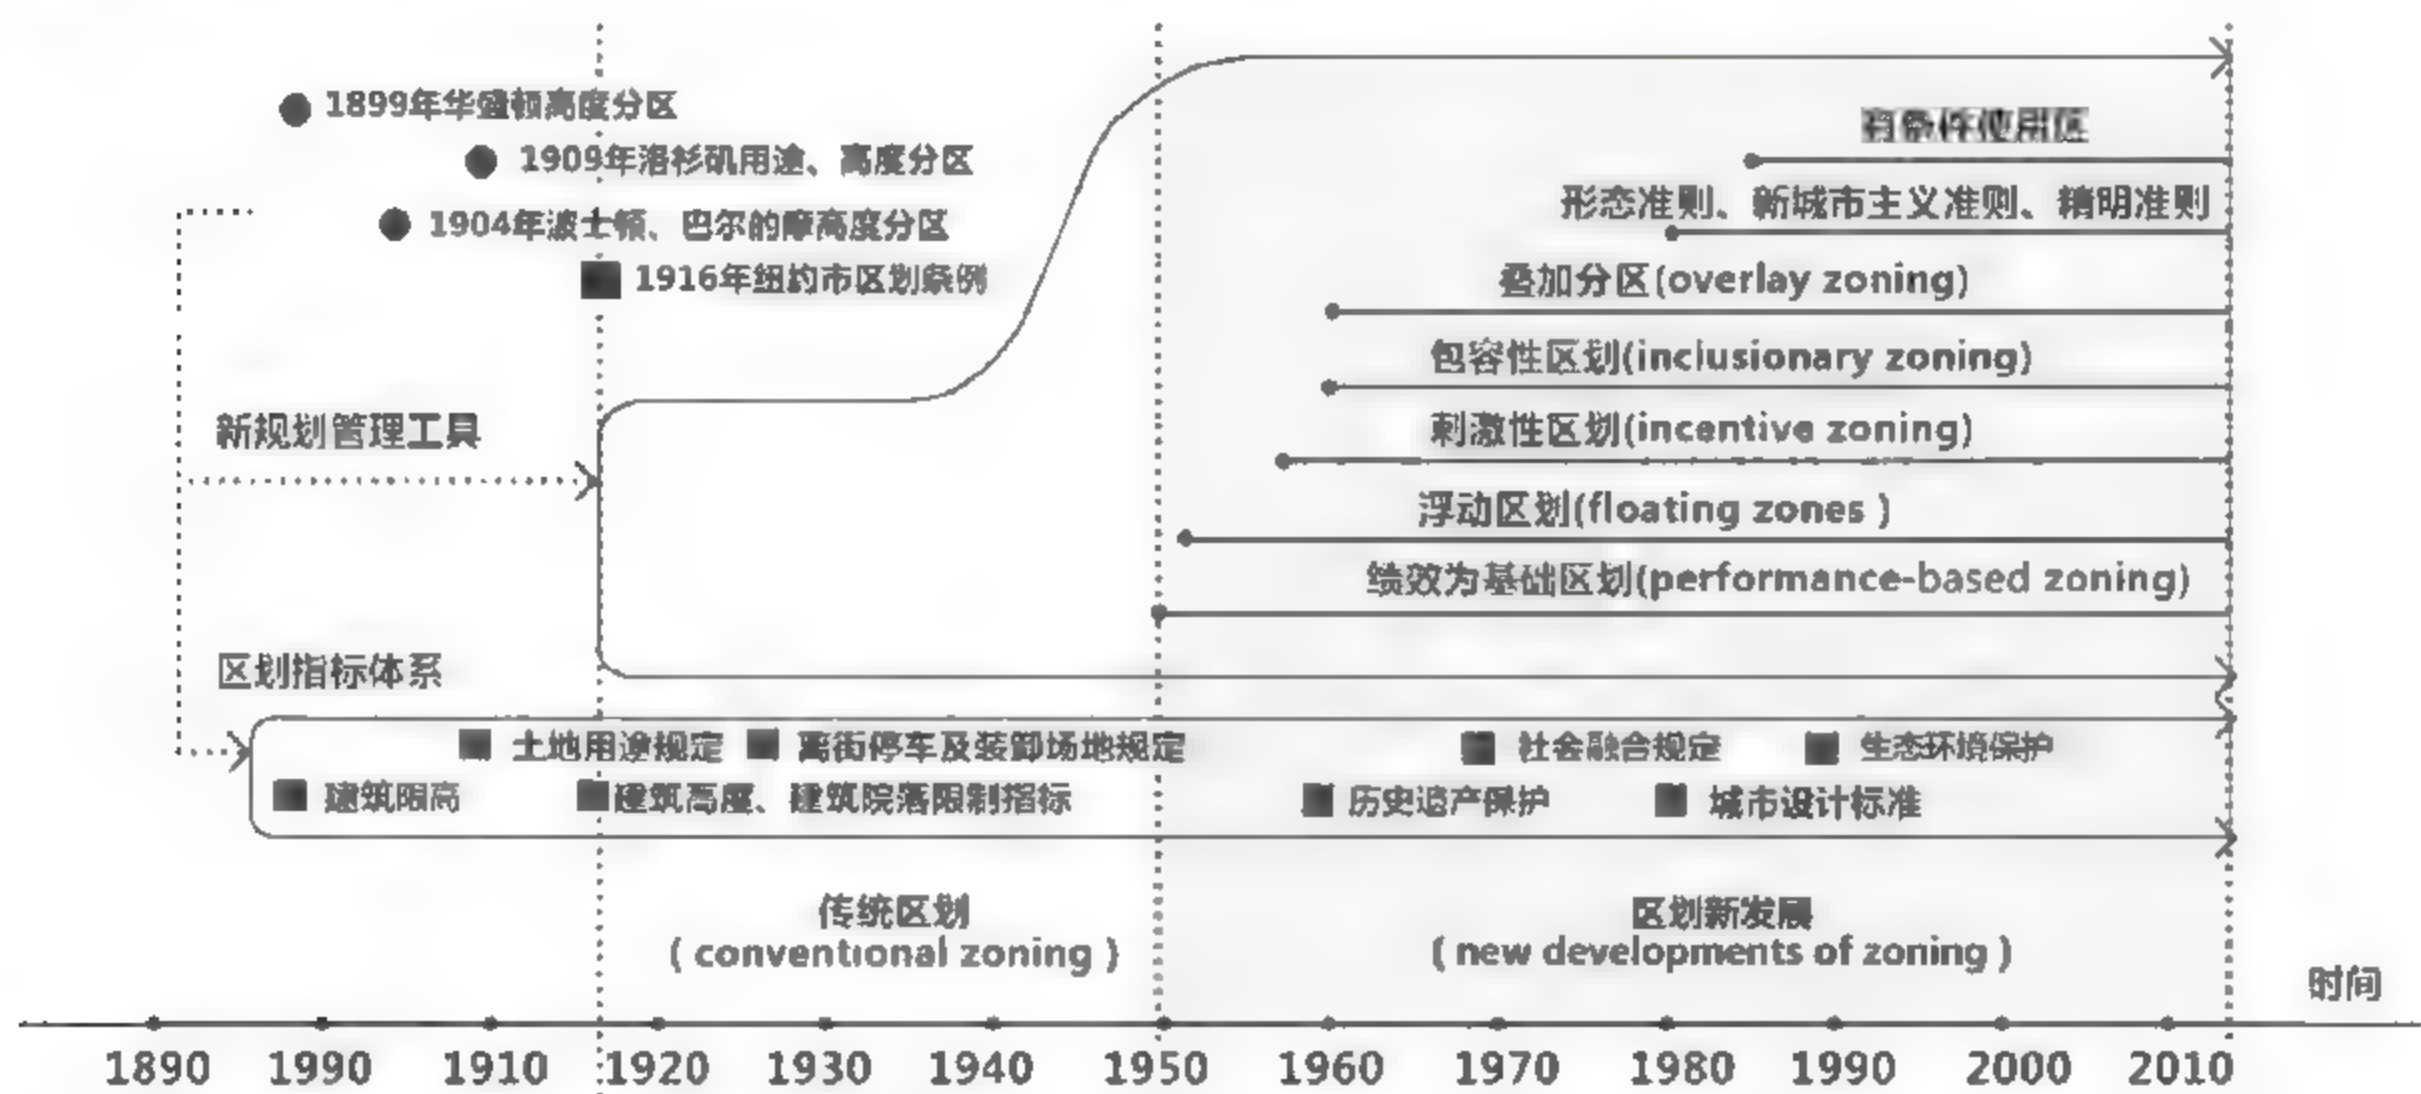 1899年华盛顿高度分区
有条件使用区
1909年洛杉矶用途、高度分区
形态准则、新城市主义准则、精明准则
1904年波士顿、巴尔的摩高度分区
1916年纽约市区划条例
叠加分区(overlay zoning)
包容性区划(inclusionary zoning)
新规划管理工具
刺激性区划(incentive zoning)
浮动区划(floating zones )
绩效为基础区划(performance-based zoning)
区划指标体系
土地用途规定
离街停车及装卸场地规定
社会融合规定
生态环境保护
建筑限高
建筑高度、建筑院落限制指标
历史遗产保护
城市设计标准
传统区划
( conventional zoning )
区划新发展
( new developments of zoning )
时间
1890 1990 1910 1920 1930 1940 1950 1960 1970 1980 1990 2000 2010